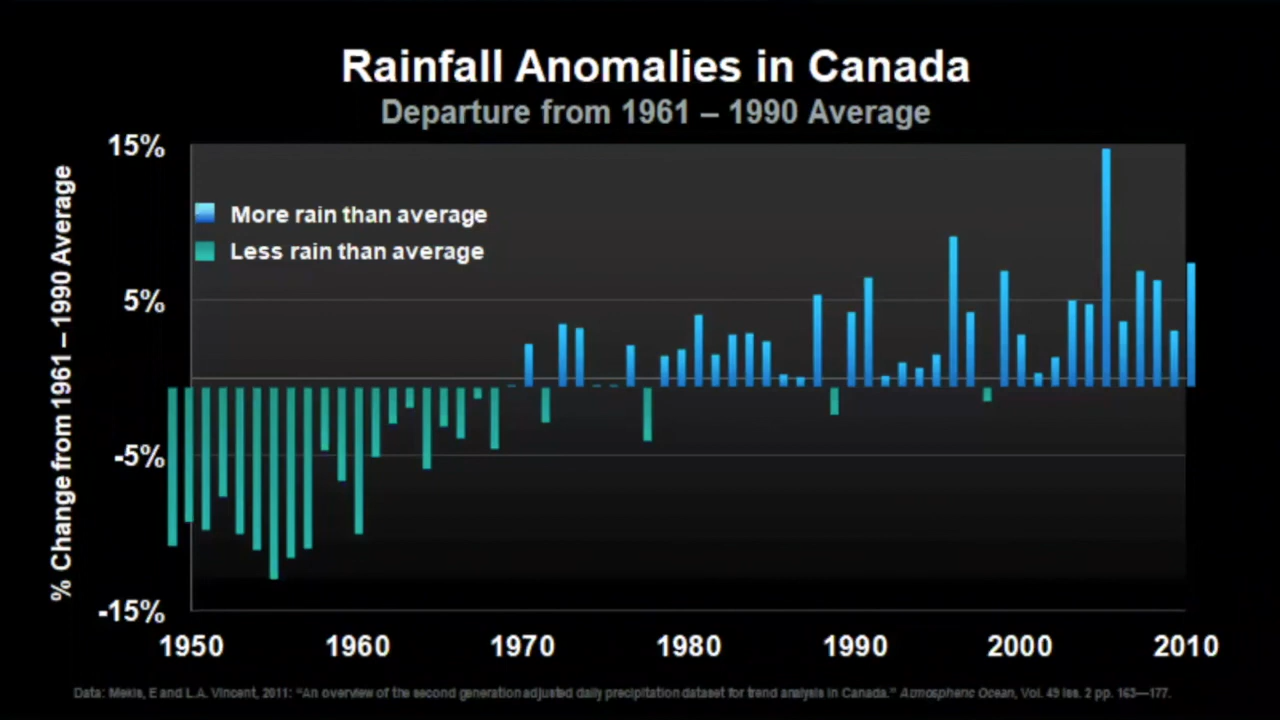 Rainfall Anomalies in Canada
Departure from 1961 – 1990 Average
% Change from 1961 – 1990 Average
15%
5%
-5%
-15%
More rain than average
Less rain than average
1950 1960 1970 1980 1990 2000 2010
Data: Mekis, E and L.A. Vincent, 2011: “An overview of the second generation adjusted daily precipitation dataset for trend analysis in Canada.” Atmospheric Ocean, Vol. 49 Iss. 2 pp. 163—177.